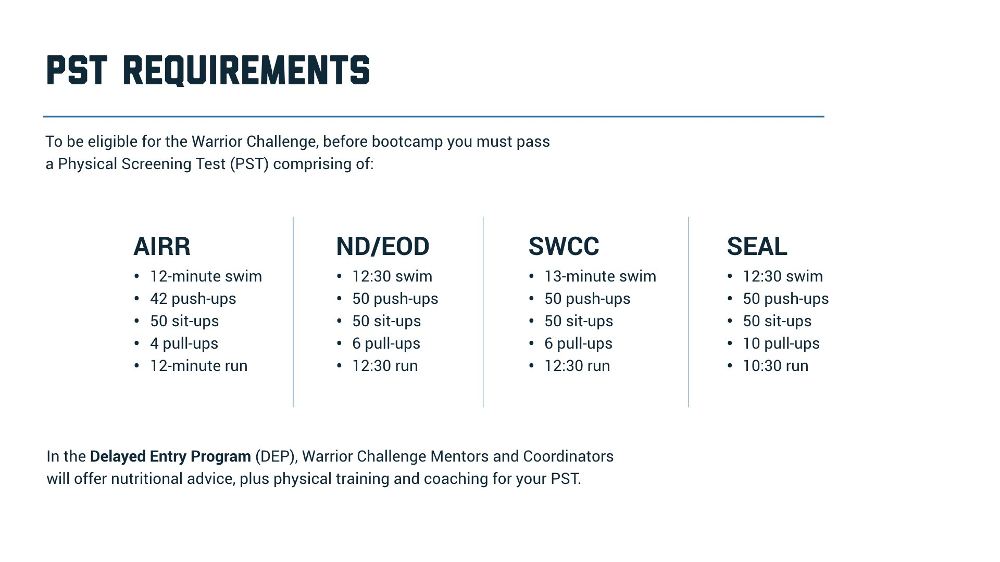 PST REQUIREMENTS
To be eligible for the Warrior Challenge, before bootcamp you must pass
a Physical Screening Test (PST) comprising of:
AIRR
• 12-minute swim
• 42 push-ups
• 50 sit-ups
• 4 pull-ups
• 12-minute run
ND/EOD
• 12:30 swim
• 50 push-ups
• 50 sit-ups
• 6 pull-ups
• 12:30 run
SWCC
• 13-minute swim
• 50 push-ups
• 50 sit-ups
• 6 pull-ups
• 12:30 run
SEAL
• 12:30 swim
• 50 push-ups
• 50 sit-ups
• 10 pull-ups
• 10:30 run
In the Delayed Entry Program (DEP), Warrior Challenge Mentors and Coordinators
will offer nutritional advice, plus physical training and coaching for your PST.